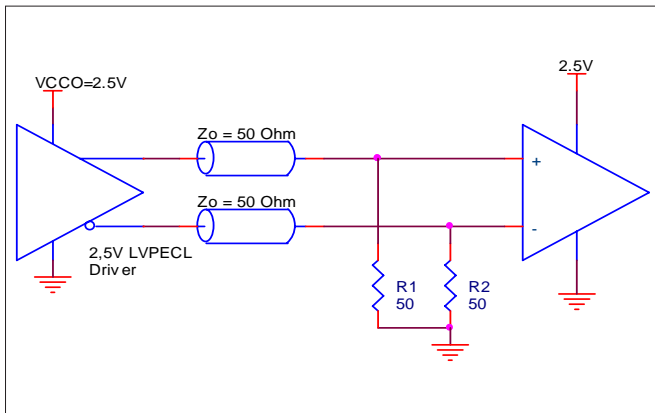 VCCO=2.5V
2.5V
Zo = 50 Ohm
+
Zo = 50 Ohm
-
2,5V LVPECL
Driver
R1
50
R2
50